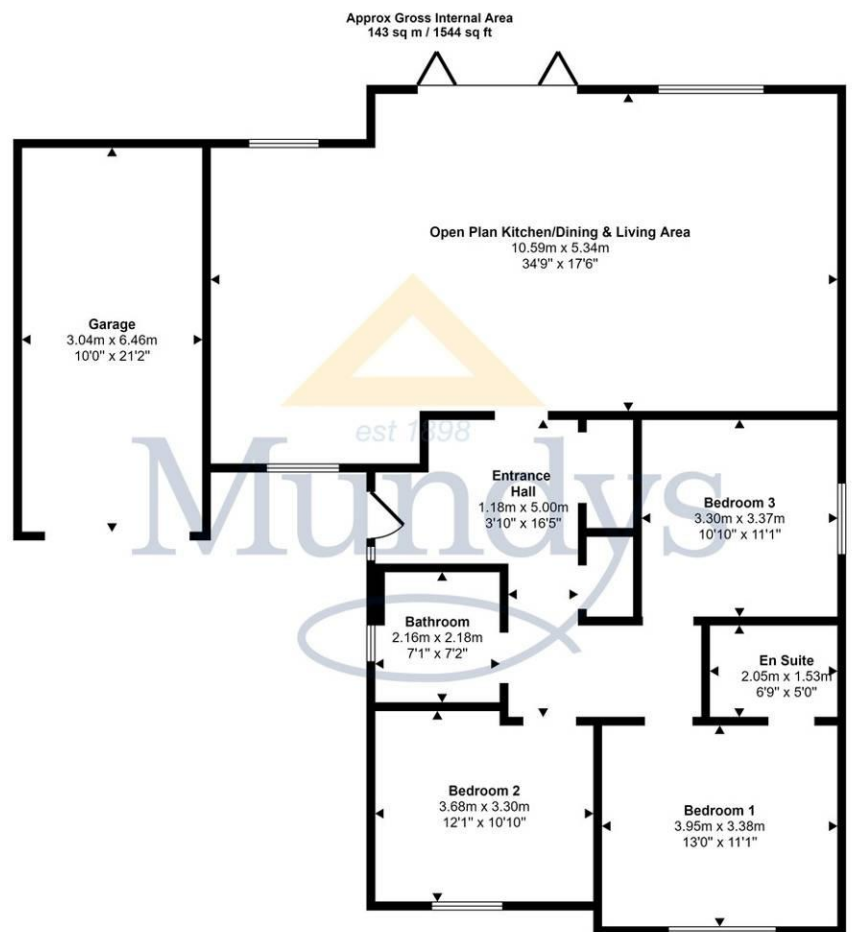 Approx Gross Internal Area
143 sq m / 1544 sq ft
Open Plan Kitchen/Dining & Living Area
10.59m x 5.34m
34'9" x 17'6"
Garage
3.04m x 6.46m
10'0" x 21'2"
est 1898
Mundys
Entrance
Hall
1.18m x 5.00m
3'10" x 16'5"
Bedroom 3
3.30m x 3.37m
10'10" x 11'1"
Bathroom
2.16m x 2.18m
7'1" x 7'2"
En Suite
2.05m x 1.53m
6'9" x 5'0"
Bedroom 2
3.68m x 3.30m
12'1" x 10'10"
Bedroom 1
3.95m x 3.38m
13'0" x 11'1"